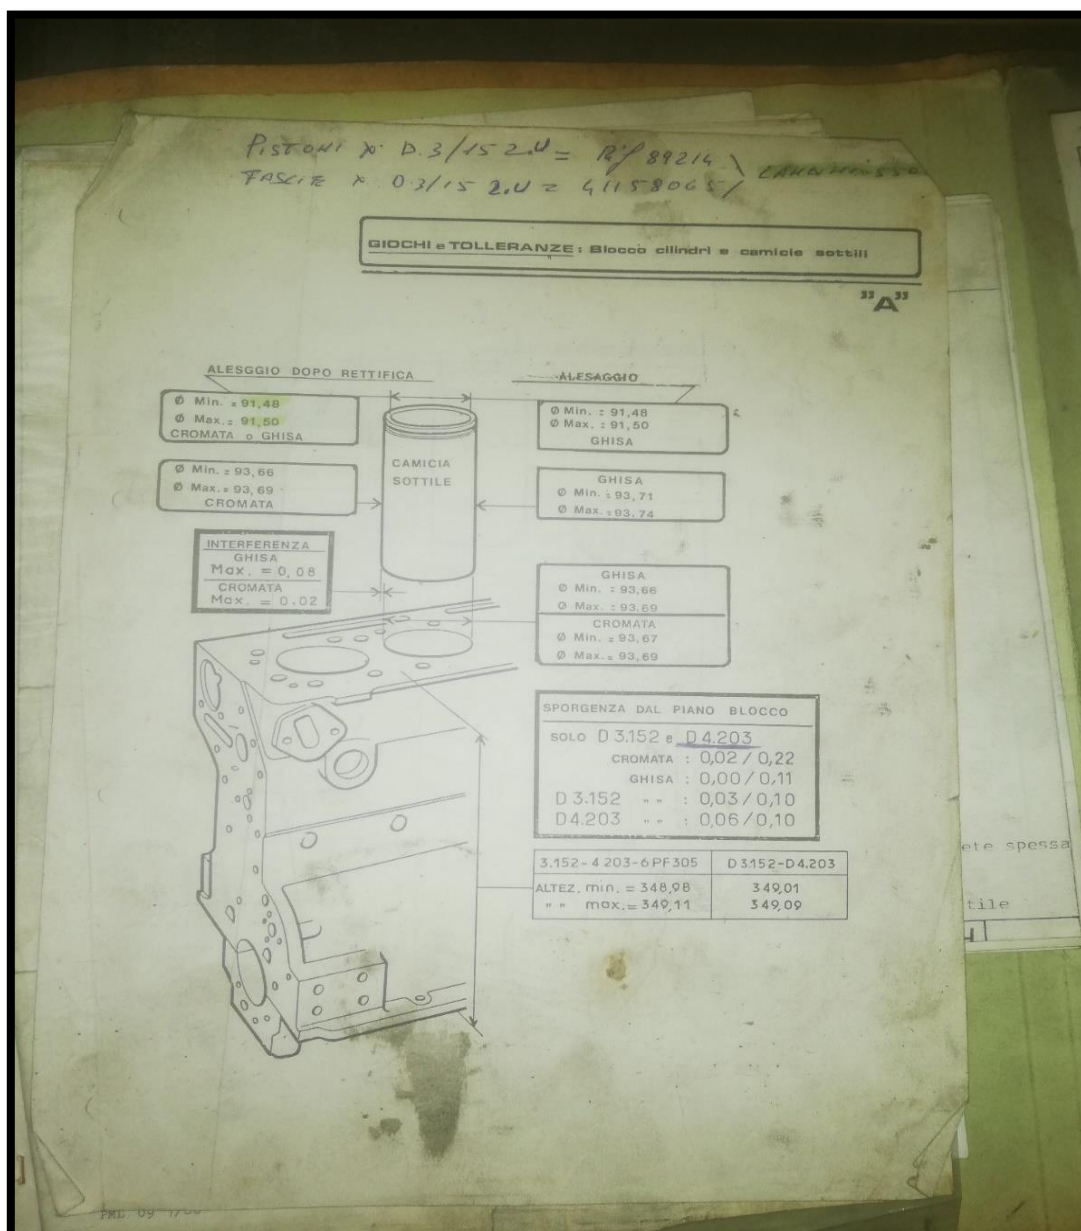 PISTONI x D.3/15 2.U = Rif 89214 \
FASCIE x D.3/15 2.U = 41158065 /
GIOCHI e TOLLERANZE : Blocco cilindri e camicie sottili
"A"
ALESGGIO DOPO RETTIFICA
ALESAGGIO
Ø Min. = 91,48
Ø Max. = 91,50
CROMATA o GHISA
Ø Min. : 91,48
Ø Max. : 91,50
GHISA
CAMICIA
SOTTILE
Ø Min. = 93,66
Ø Max. = 93,69
CROMATA
GHISA
Ø Min. : 93,71
Ø Max. : 93,74
INTERFERENZA
GHISA
Max. = 0,08
CROMATA
Max. = 0.02
GHISA
Ø Min. : 93,66
Ø Max. : 93.69
CROMATA
Ø Min. : 93,67
Ø Max. = 93,69
SPORGENZA DAL PIANO BLOCCO
SOLO D 3.152 e D 4.203
CROMATA : 0,02 / 0,22
GHISA : 0,00 / 0,11
D 3.152 " " : 0,03 / 0,10
D 4.203 " " : 0,06 / 0,10
3.152-4 203-6 PF 305 D 3.152-D 4.203
ALTEZ. min. = 348,98 349,01
" " max. = 349,11 349,09
ete spessa
tile